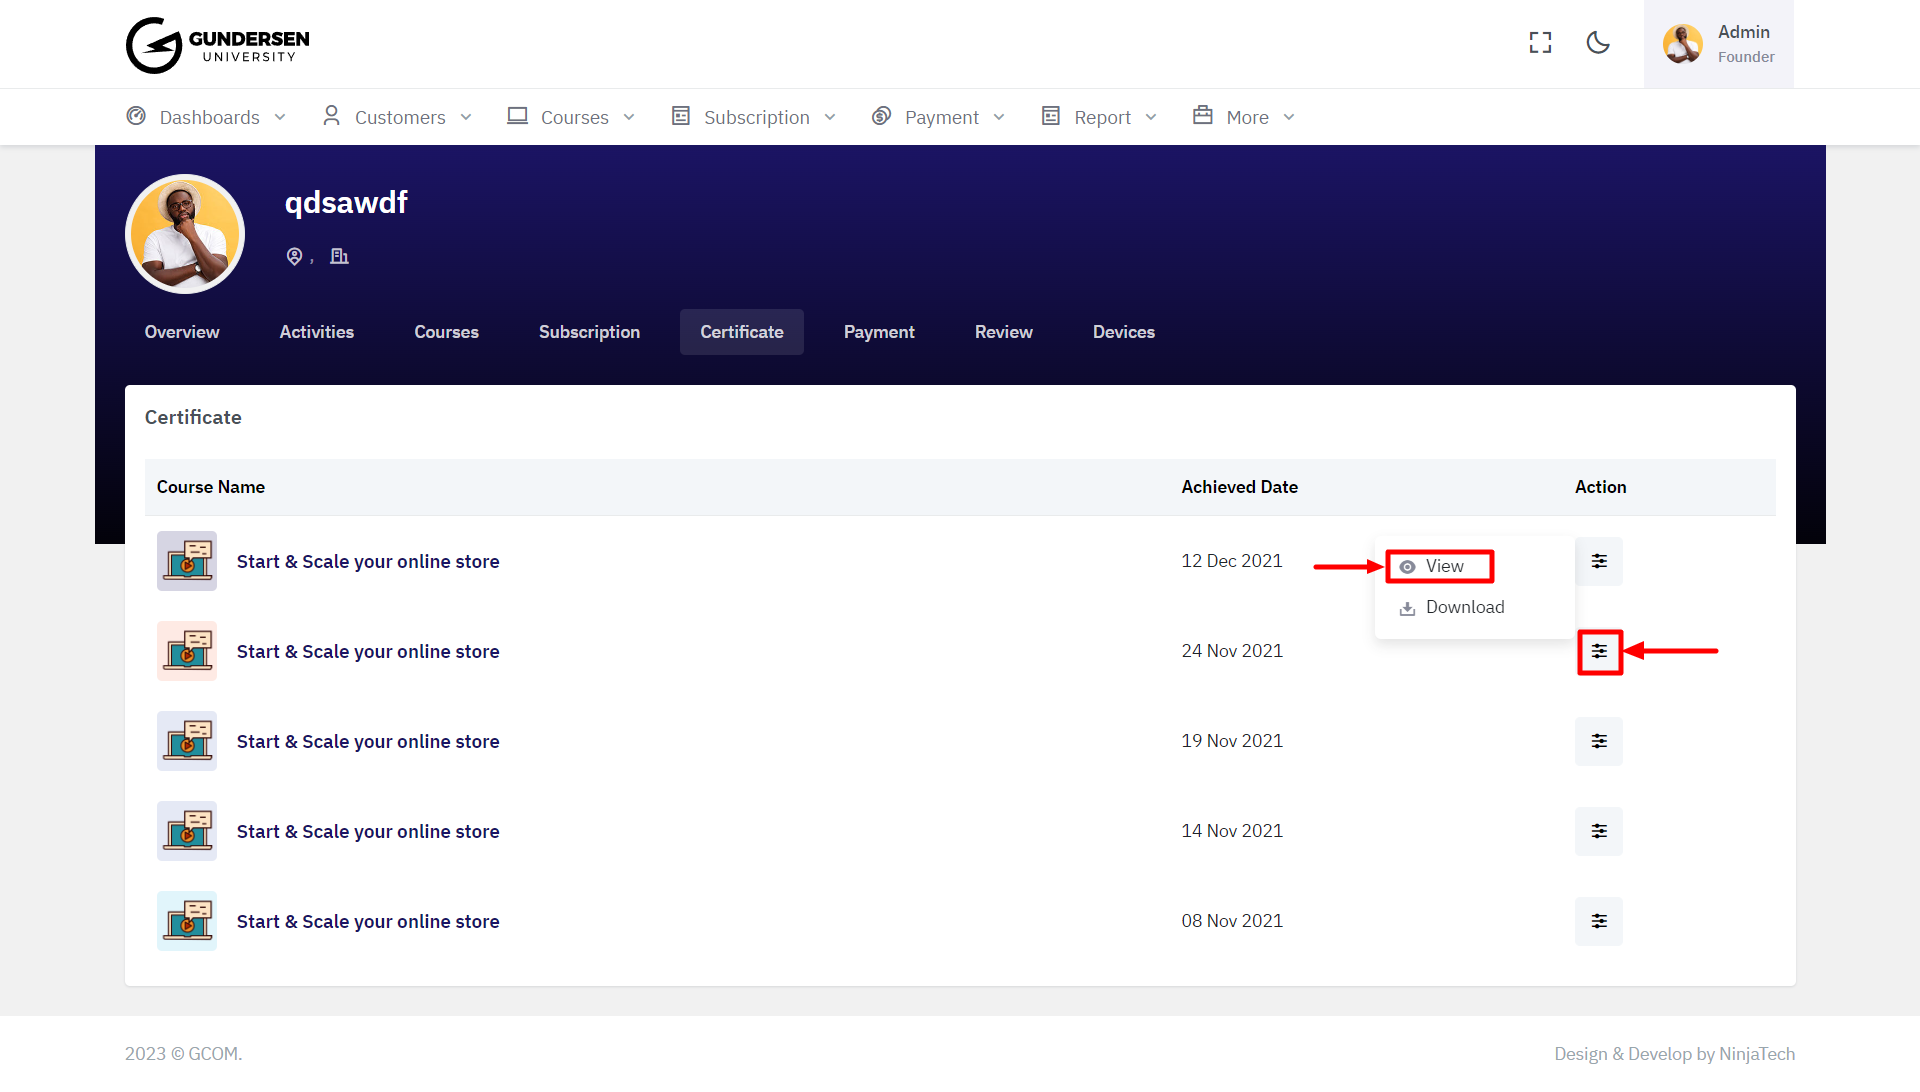 GUNDERSEN
UNIVERSITY
Admin
Founder
Dashboards Customers Courses Subscription Payment Report More
qdsawdf
,
Overview Activities Courses Subscription Certificate Payment Review Devices
Certificate
Course Name Achieved Date Action
Start & Scale your online store 12 Dec 2021
View
Download
Start & Scale your online store 24 Nov 2021
Start & Scale your online store 19 Nov 2021
Start & Scale your online store 14 Nov 2021
Start & Scale your online store 08 Nov 2021
2023 © GCOM. Design & Develop by NinjaTech